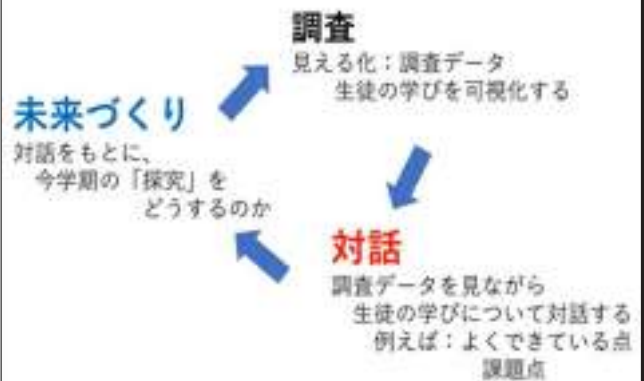 調査
見える化：調査データ
生徒の学びを可視化する
未来づくり
対話をもとに、
今学期の「探究」を
どうするのか
対話
調査データを見ながら
生徒の学びについて対話する
例えば：よくできている点
課題点